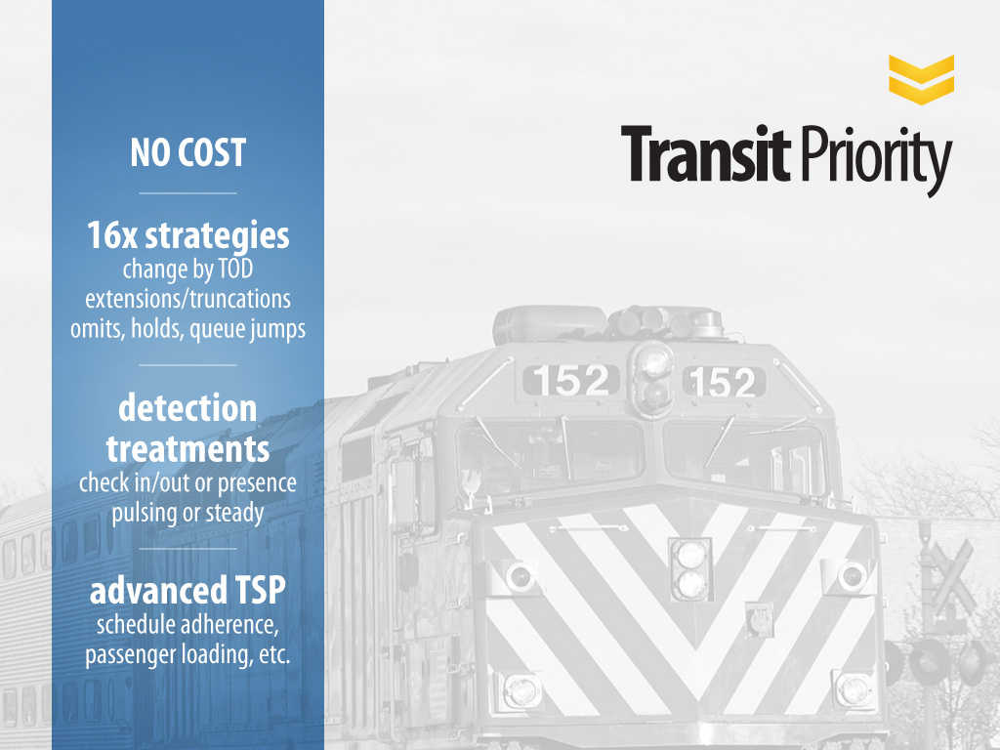 Transit Priority
NO COST
16x strategies
change by TOD
extensions/truncations
omits, holds, queue jumps
detection
treatments
check in/out or presence
pulsing or steady
advanced TSP
schedule adherence,
passenger loading, etc.
152
152